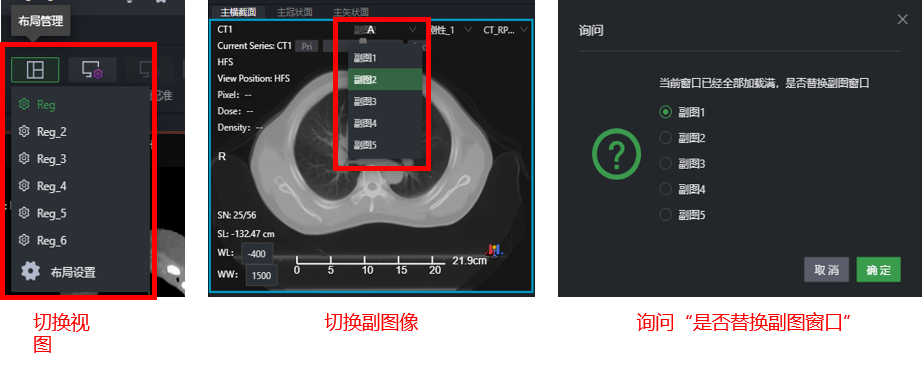 布局管理
配准
Reg
Reg_2
Reg_3
Reg_4
Reg_5
Reg_6
布局设置
切换视
图
主横截面 主冠状面 主矢状面
CT1 A 刚性_1 CT_RP...
Current Series: CT1 Pri
HFS
View Position: HFS
Pixel: --
Dose: --
Density: --
副图1
副图2
副图3
副图4
副图5
R
SN: 25/56
SL: -132.47 cm
WL: -400
WW: 1500
0 5 10 15 20 21.9cm
切换副图像
询问
当前窗口已经全部加载满，是否替换副图窗口
副图1
副图2
副图3
副图4
副图5
取消 确定
询问“是否替换副图窗口”